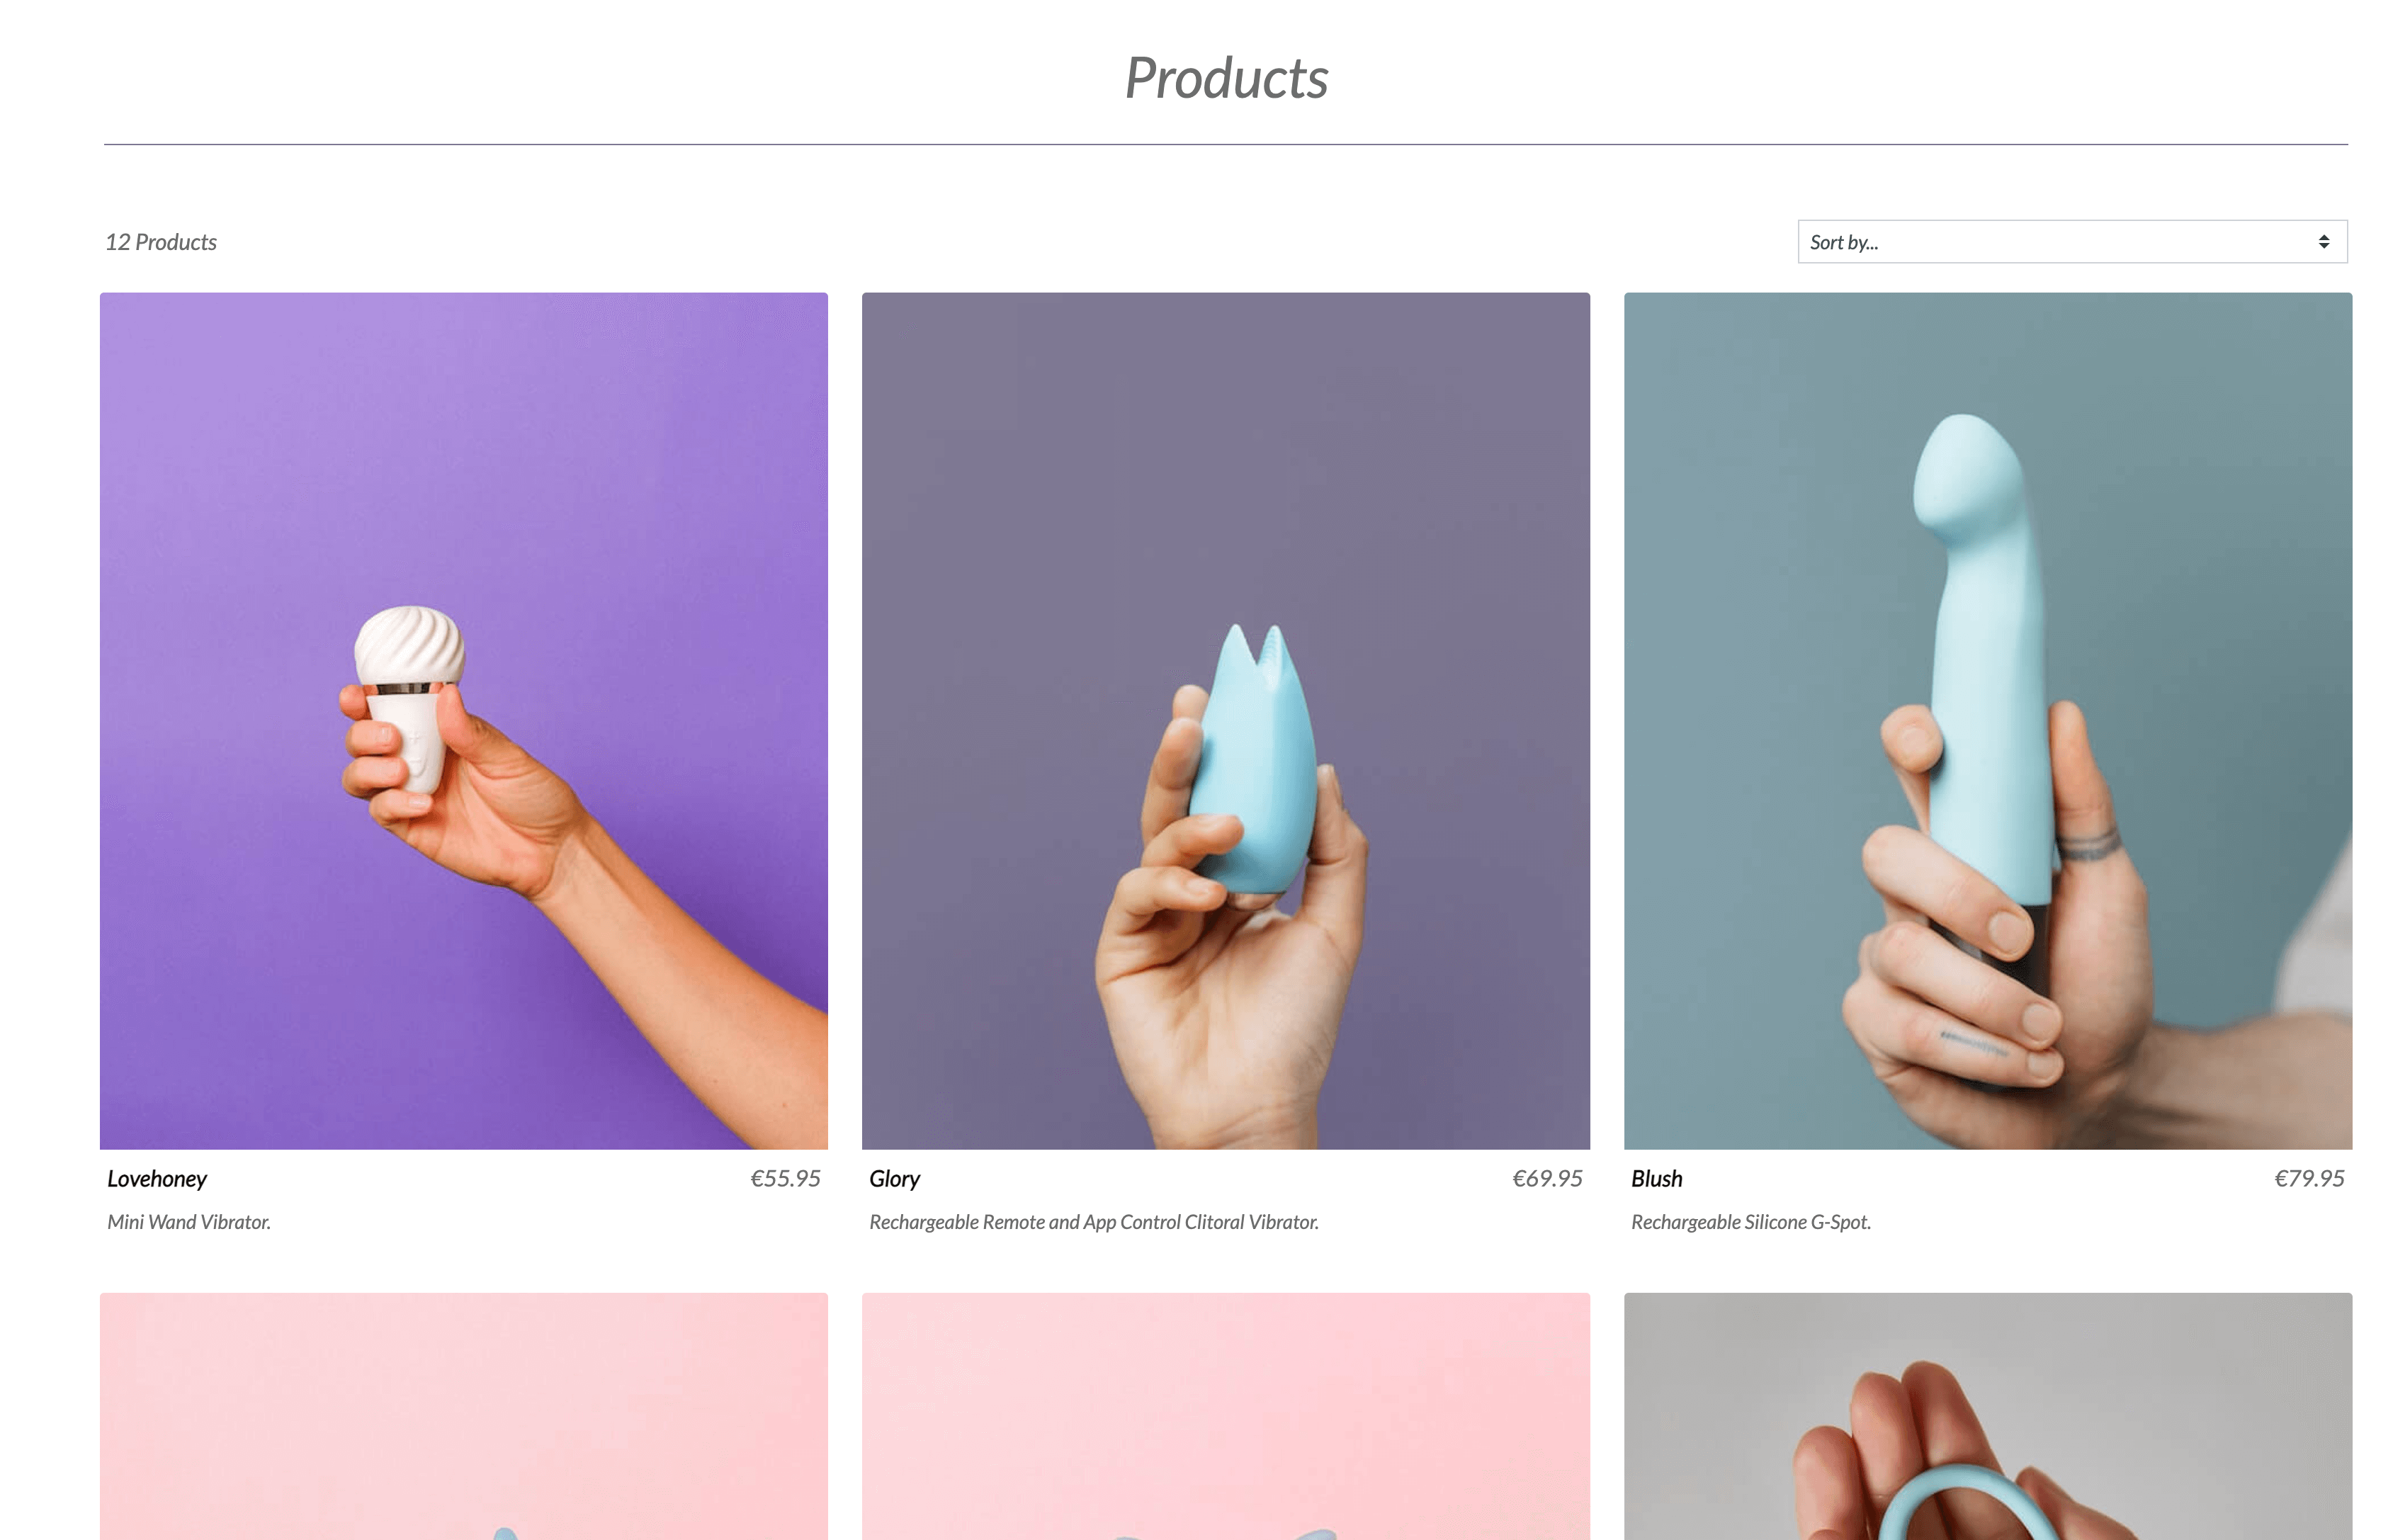 Products
12 Products
Sort by...
Lovehoney
€55.95
Mini Wand Vibrator.
Glory
€69.95
Rechargeable Remote and App Control Clitoral Vibrator.
Blush
€79.95
Rechargeable Silicone G-Spot.